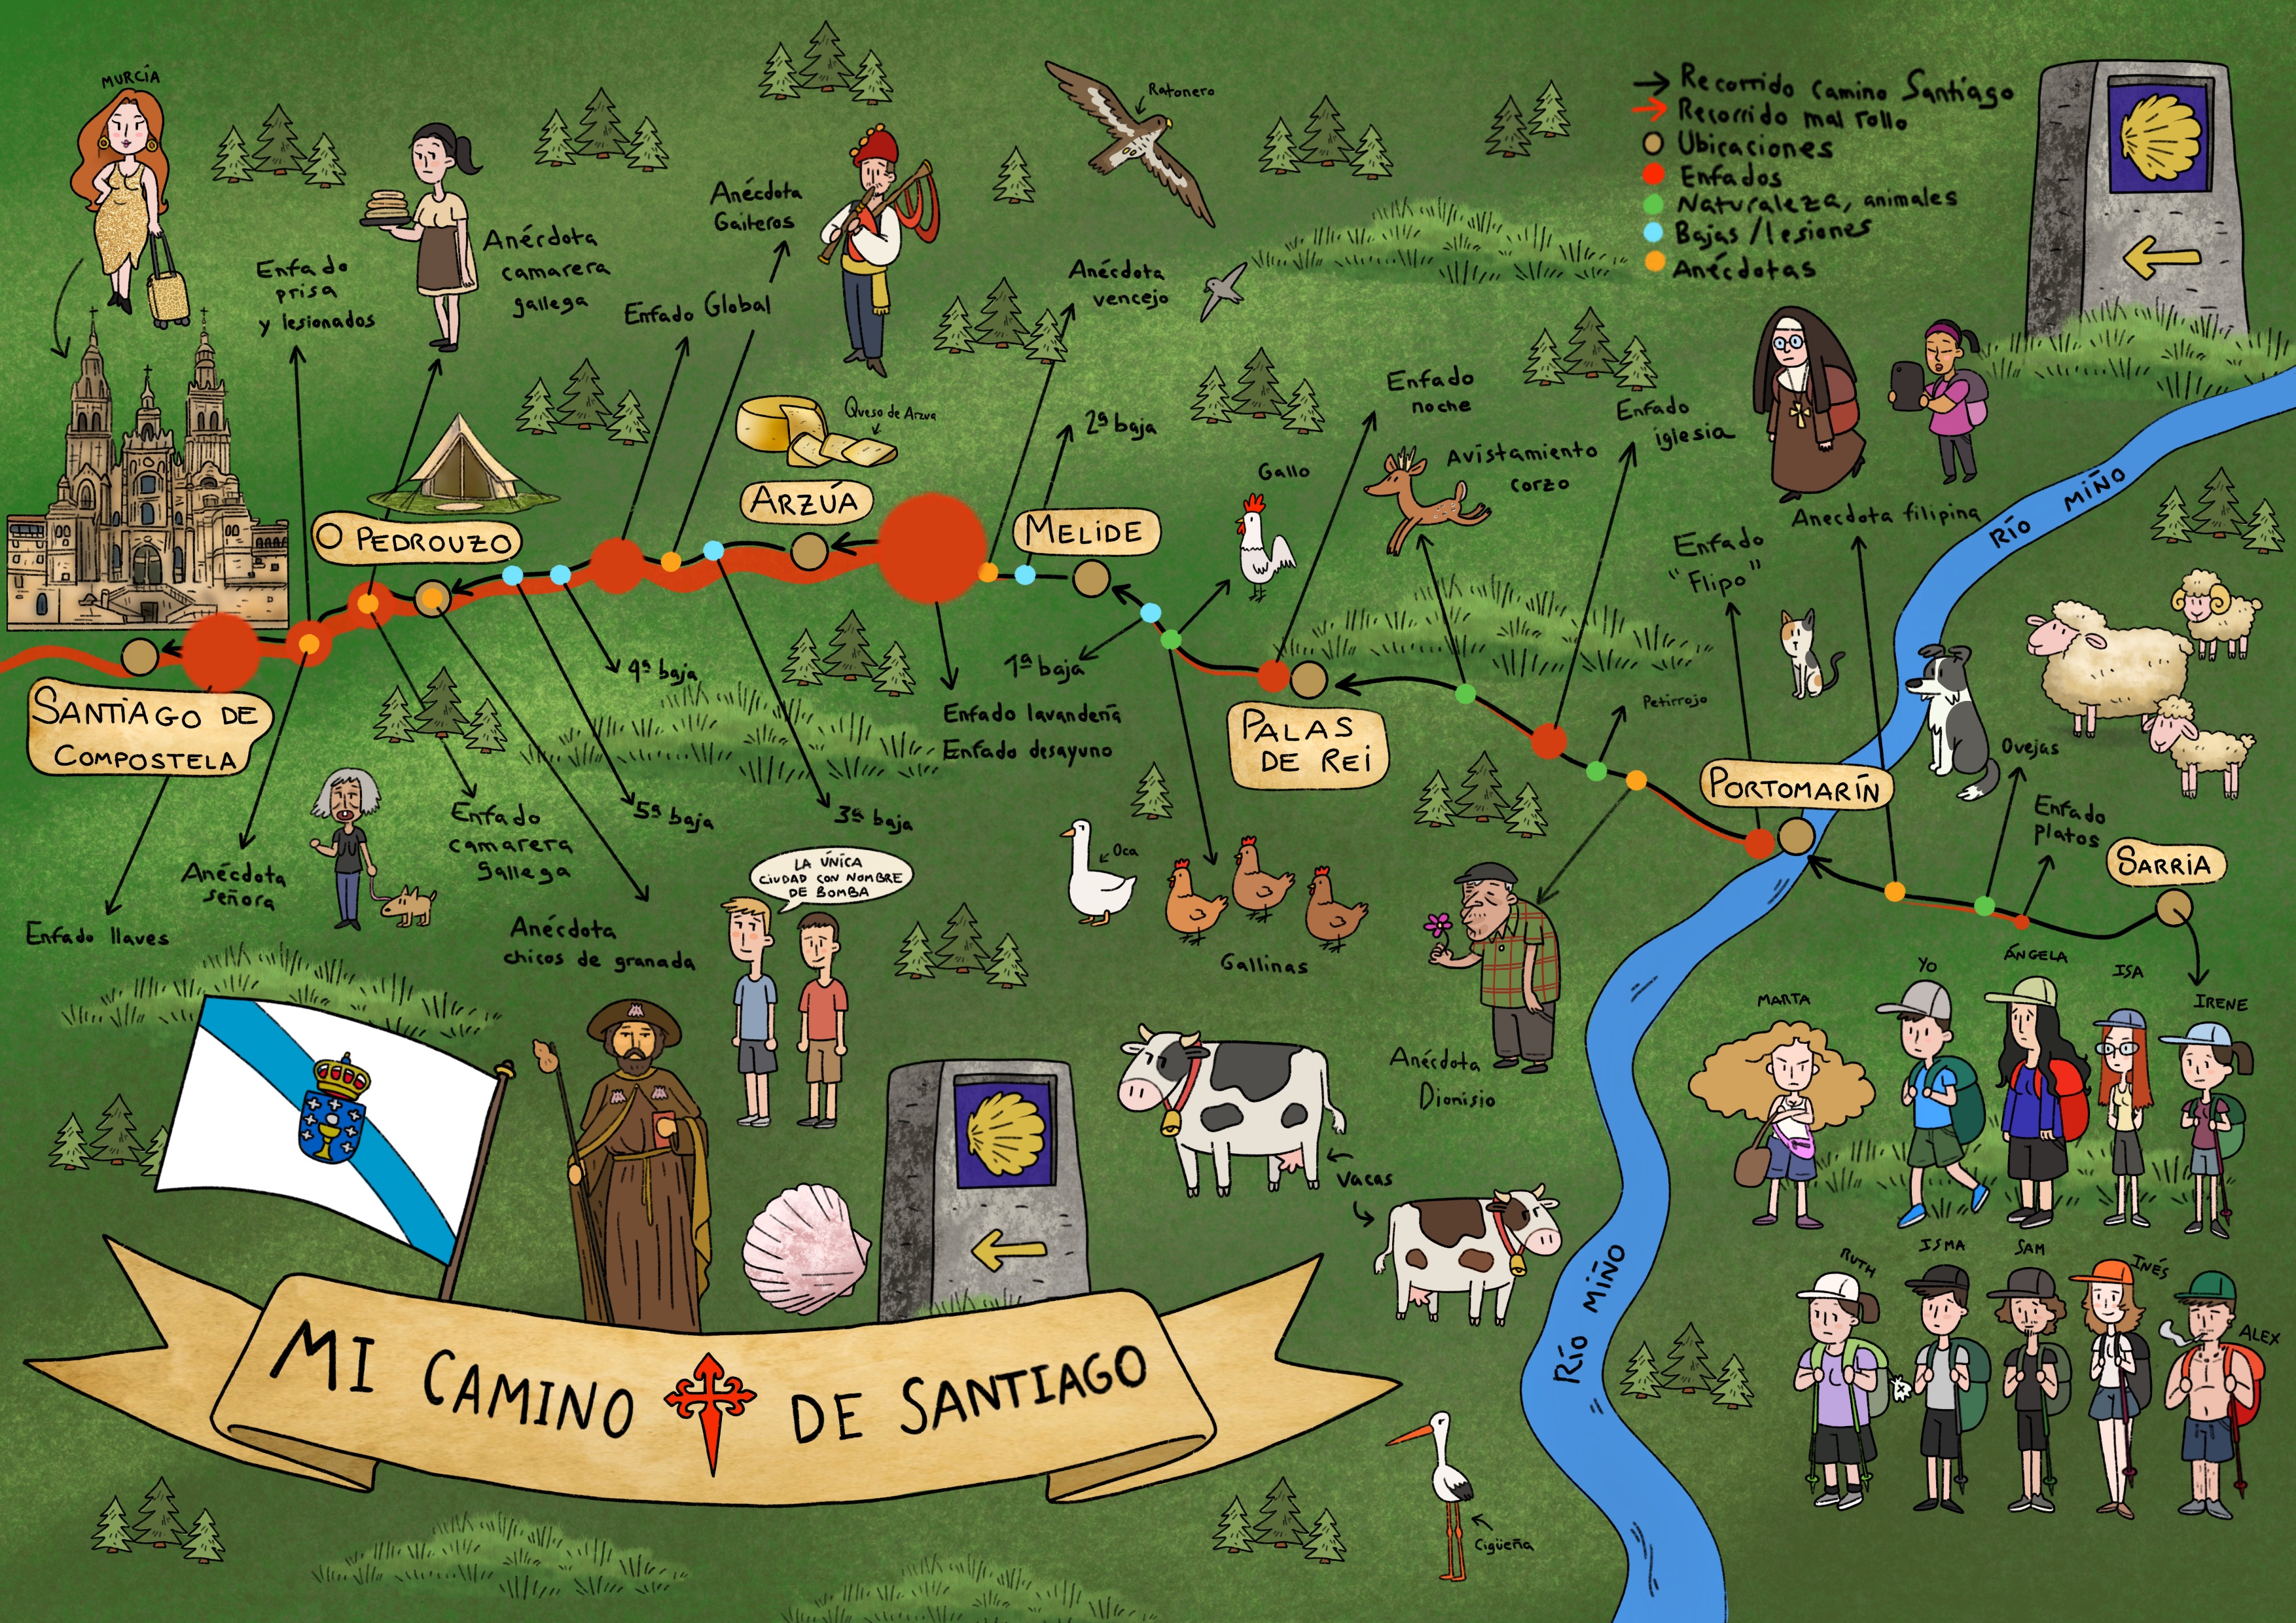 MURCÍA
Ratonero
Recorrido camino Santiago
Recorrido mal rollo
Ubicaciones
Enfados
Naturaleza, animales
Bajas / lesiones
Anécdotas
Enfado
prisa
y lesionados
Anécdota
camarera
gallega
Anécdota
Gaiteros
Enfado Global
Anécdota
vencejo
Queso de Arzua
2ª baja
Gallo
Enfado
noche
Avistamiento
corzo
Enfado
iglesia
Anecdota filipina
Enfado
"Flipo"
RÍO MIÑO
O PEDROUZO
ARZÚA
MELIDE
SANTIAGO DE
COMPOSTELA
4ª baja
1ª baja
Enfado lavandería
Enfado desayuno
PALAS
DE REI
Petirrojo
PORTOMARÍN
Ovejas
Enfado
platos
SARRIA
5ª baja
3ª baja
Enfado
camarera
gallega
Anécdota
señora
Enfado llaves
Anécdota
chicos de granada
LA ÚNICA
CIUDAD CON NOMBRE
DE BOMBA
Oca
Gallinas
Anécdota
Dionisio
Vacas
MARTA
YO
ÁNGELA
ISA
IRENE
RUTH
ISMA
SAM
INÉS
ALEX
RÍO MIÑO
Cigüeña
MI CAMINO DE SANTIAGO